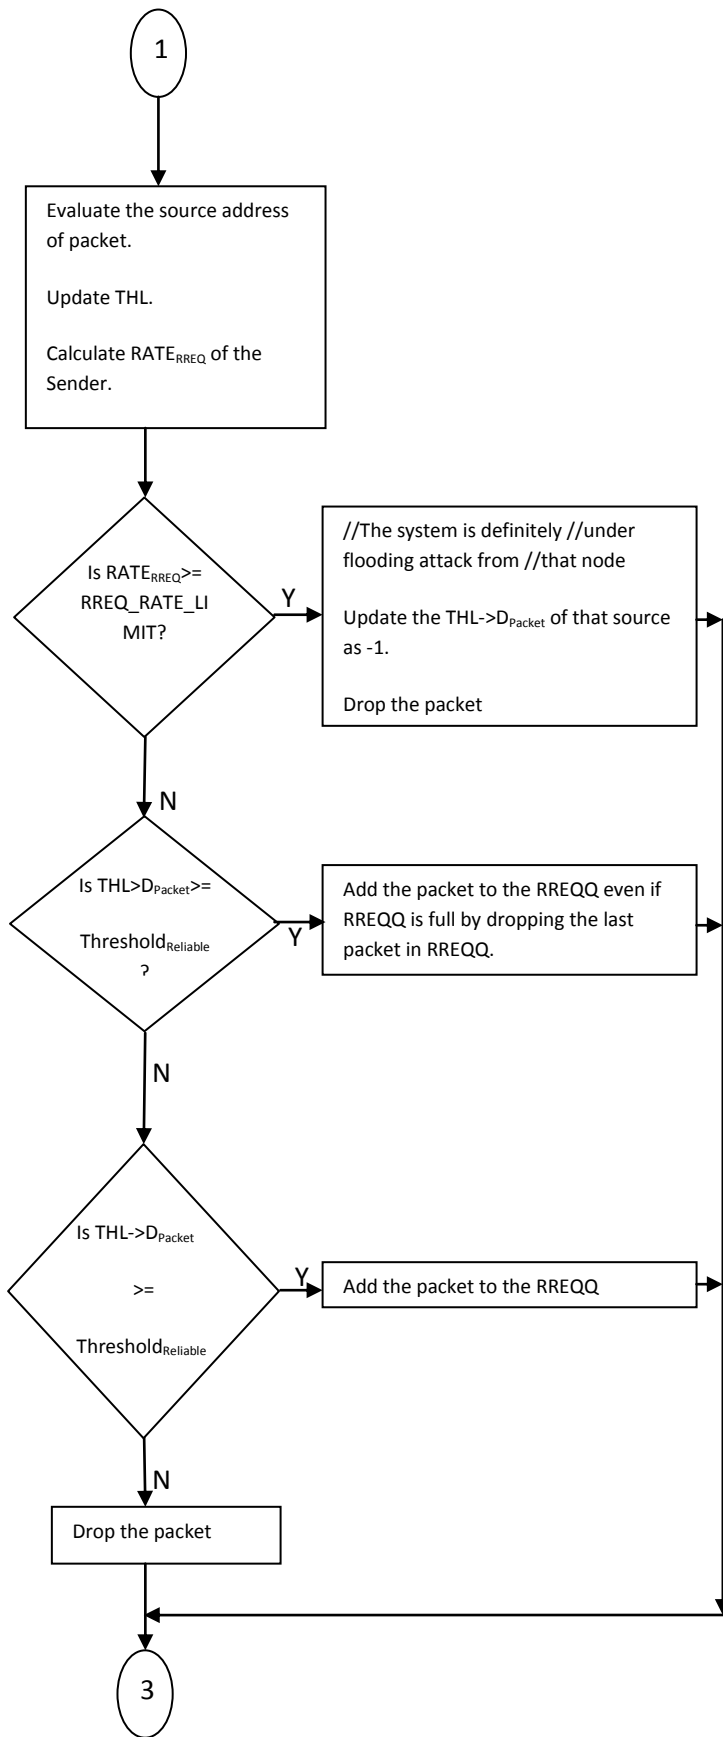 1
Evaluate the source address
of packet.
Update THL.
Calculate RATE_RREQ of the
Sender.
Is RATE_RREQ>=
RREQ_RATE_LI
MIT?
Y
//The system is definitely //under
flooding attack from //that node
Update the THL->D_Packet of that source
as -1.
Drop the packet
N
Is THL>D_Packet>=
Threshold_Reliable
?
Y
Add the packet to the RREQQ even if
RREQQ is full by dropping the last
packet in RREQQ.
N
Is THL->D_Packet
>=
Threshold_Reliable
Y
Add the packet to the RREQQ
N
Drop the packet
3